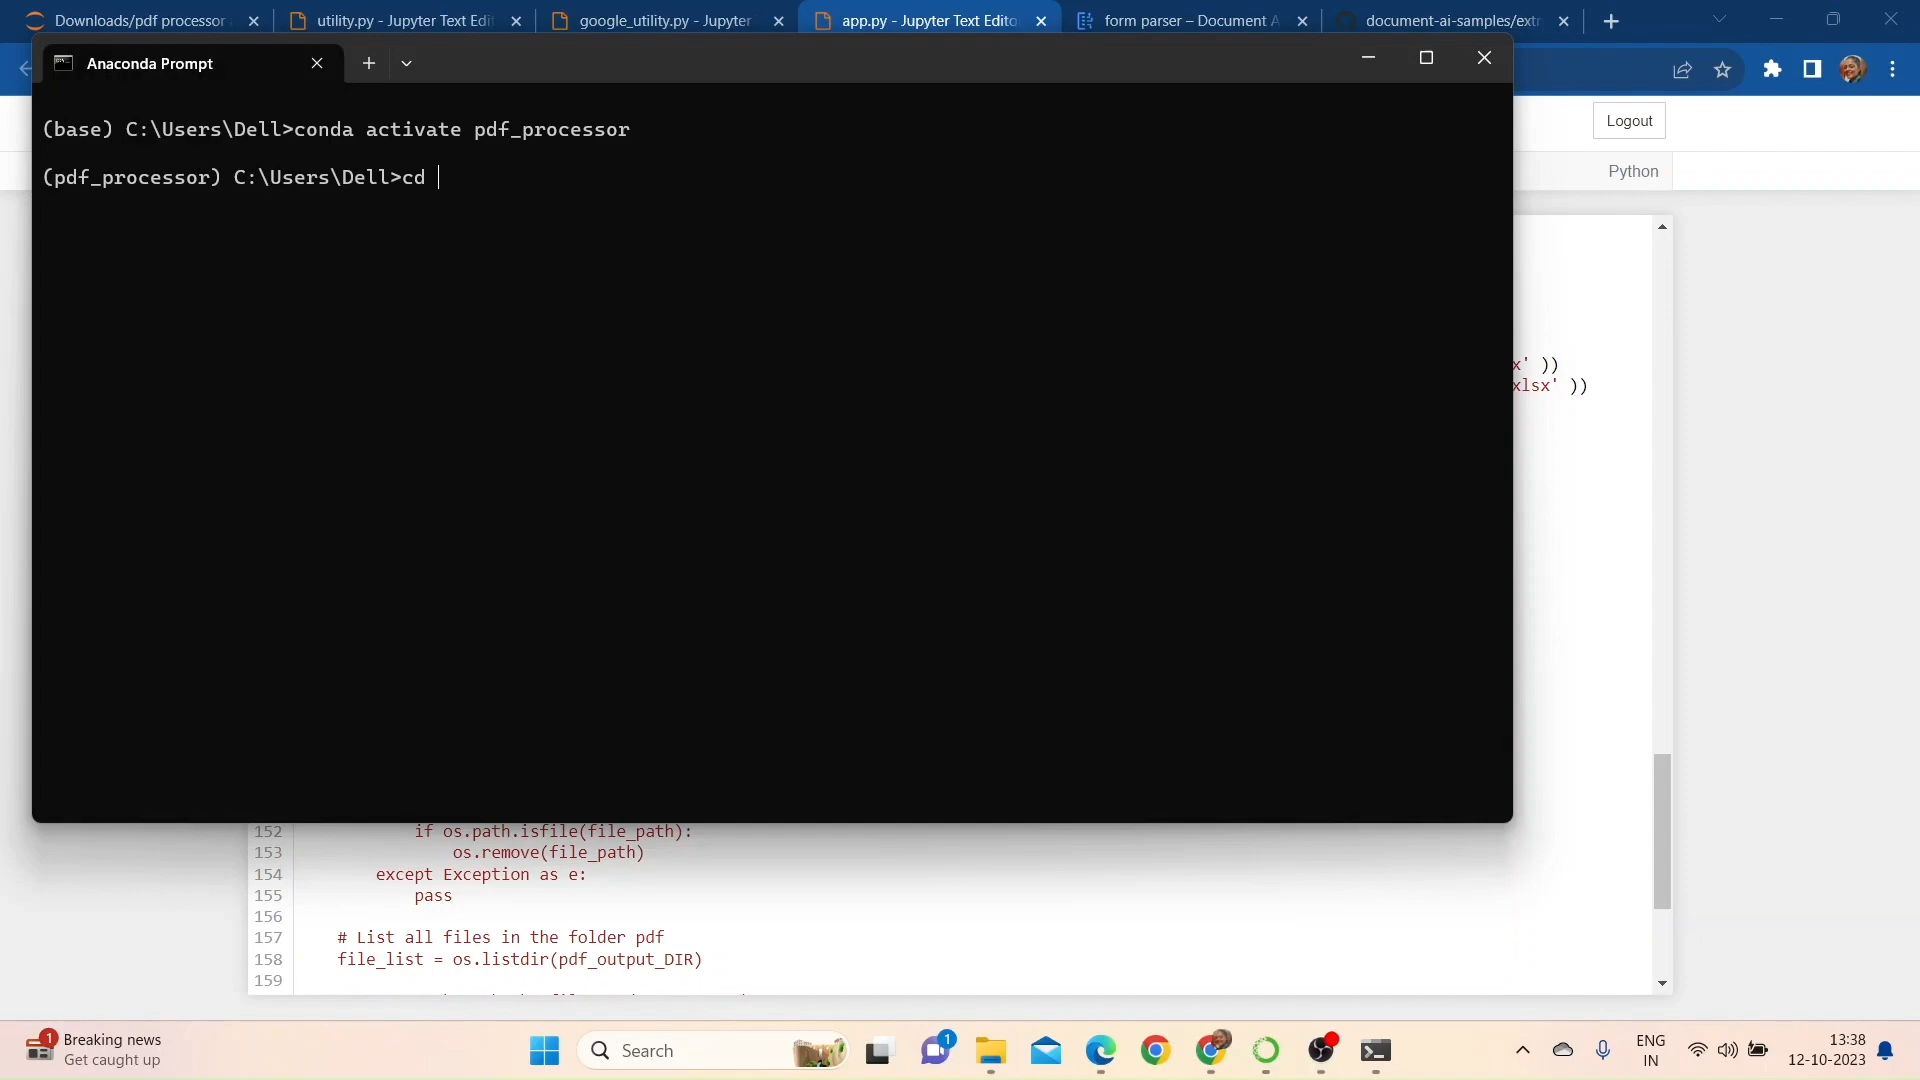 Downloads/pdf processor
utility.py - Jupyter Text Edit
google_utility.py - Jupyter
app.py - Jupyter Text Edito
form parser – Document A
document-ai-samples/extr
Anaconda Prompt
Logout
(base) C:\Users\Dell>conda activate pdf_processor
Python
(pdf_processor) C:\Users\Dell>cd
x' ))
xlsx' ))
152 if os.path.isfile(file_path):
153 os.remove(file_path)
154 except Exception as e:
155 pass
156
157 # List all files in the folder pdf
158 file_list = os.listdir(pdf_output_DIR)
159
1 Breaking news
Get caught up
Search
1
ENG
IN
13:38
12-10-2023